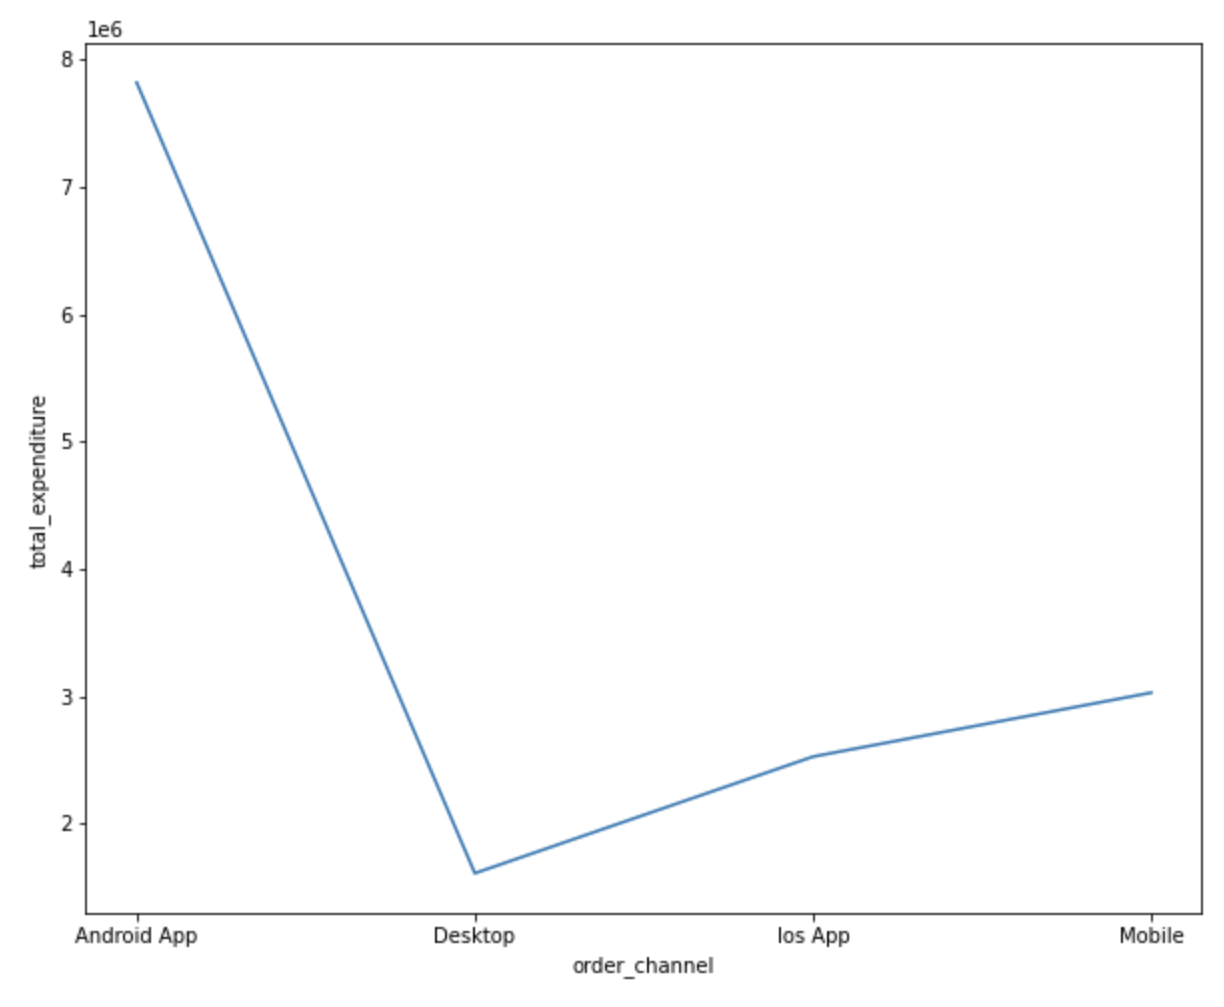 1e6
8
7
6
5
4
3
2
total_expenditure
Android App Desktop Ios App Mobile
order_channel